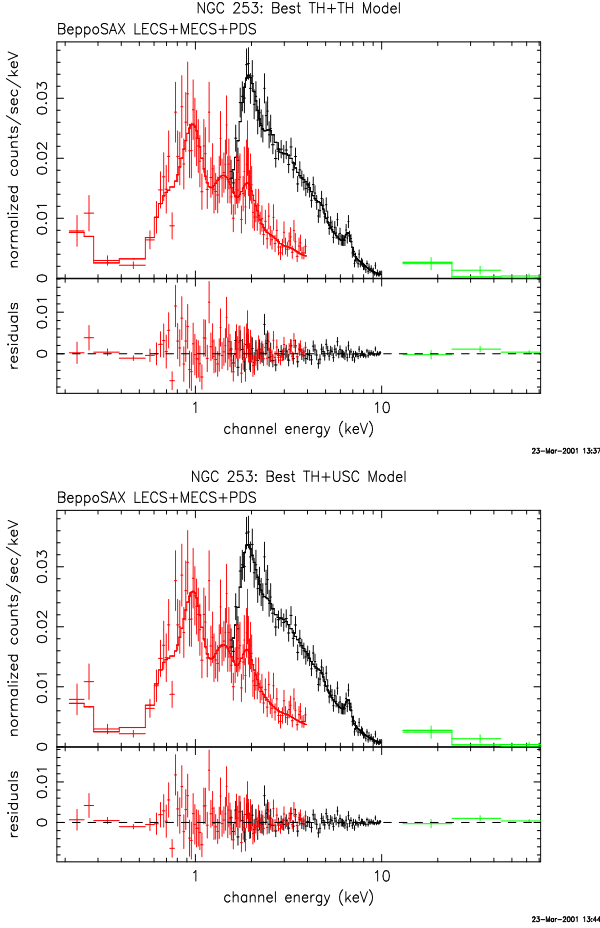 NGC 253: Best TH+TH Model
BeppoSAX LECS+MECS+PDS
normalized counts/sec/keV
0.03
0.02
0.01
0
residuals
0.01
0
1
10
channel energy (keV)
23-Mar-2001 13:37
NGC 253: Best TH+USC Model
BeppoSAX LECS+MECS+PDS
normalized counts/sec/keV
0.03
0.02
0.01
0
residuals
0.01
0
1
10
channel energy (keV)
23-Mar-2001 13:44